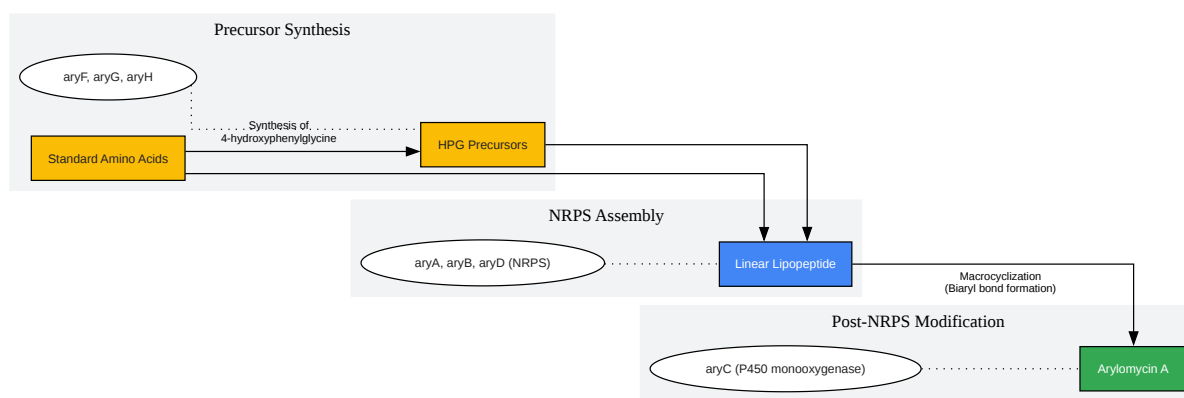 Precursor Synthesis
aryF, aryG, aryH
Synthesis of
4-hydroxyphenylglycine
Standard Amino Acids
HPG Precursors
NRPS Assembly
aryA, aryB, aryD (NRPS)
Linear Lipopeptide
Macrocyclization
(Biaryl bond formation)
Post-NRPS Modification
aryC (P450 monooxygenase)
Arylomycin A